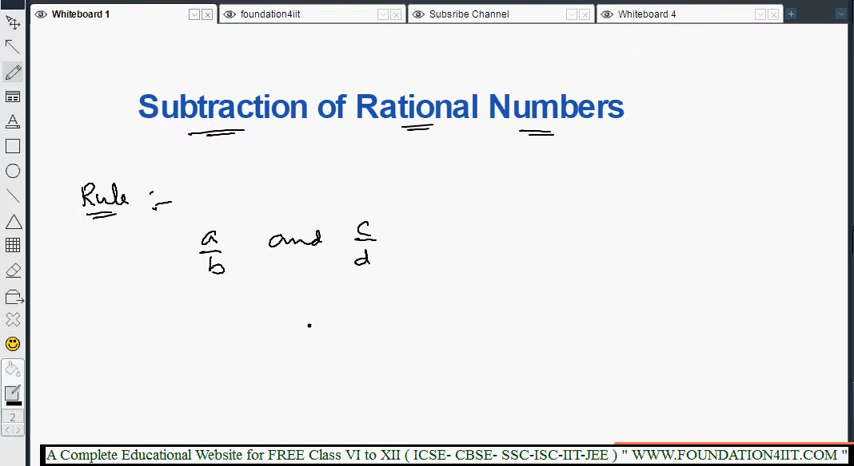 Whiteboard 1 foundation4iit Subsribe Channel Whiteboard 4
Subtraction of Rational Numbers
Rule :-
a/b and c/d
2
A Complete Educational Website for FREE Class VI to XII ( ICSE- CBSE- SSC-ISC-IIT-JEE ) " WWW.FOUNDATION4IIT.COM "